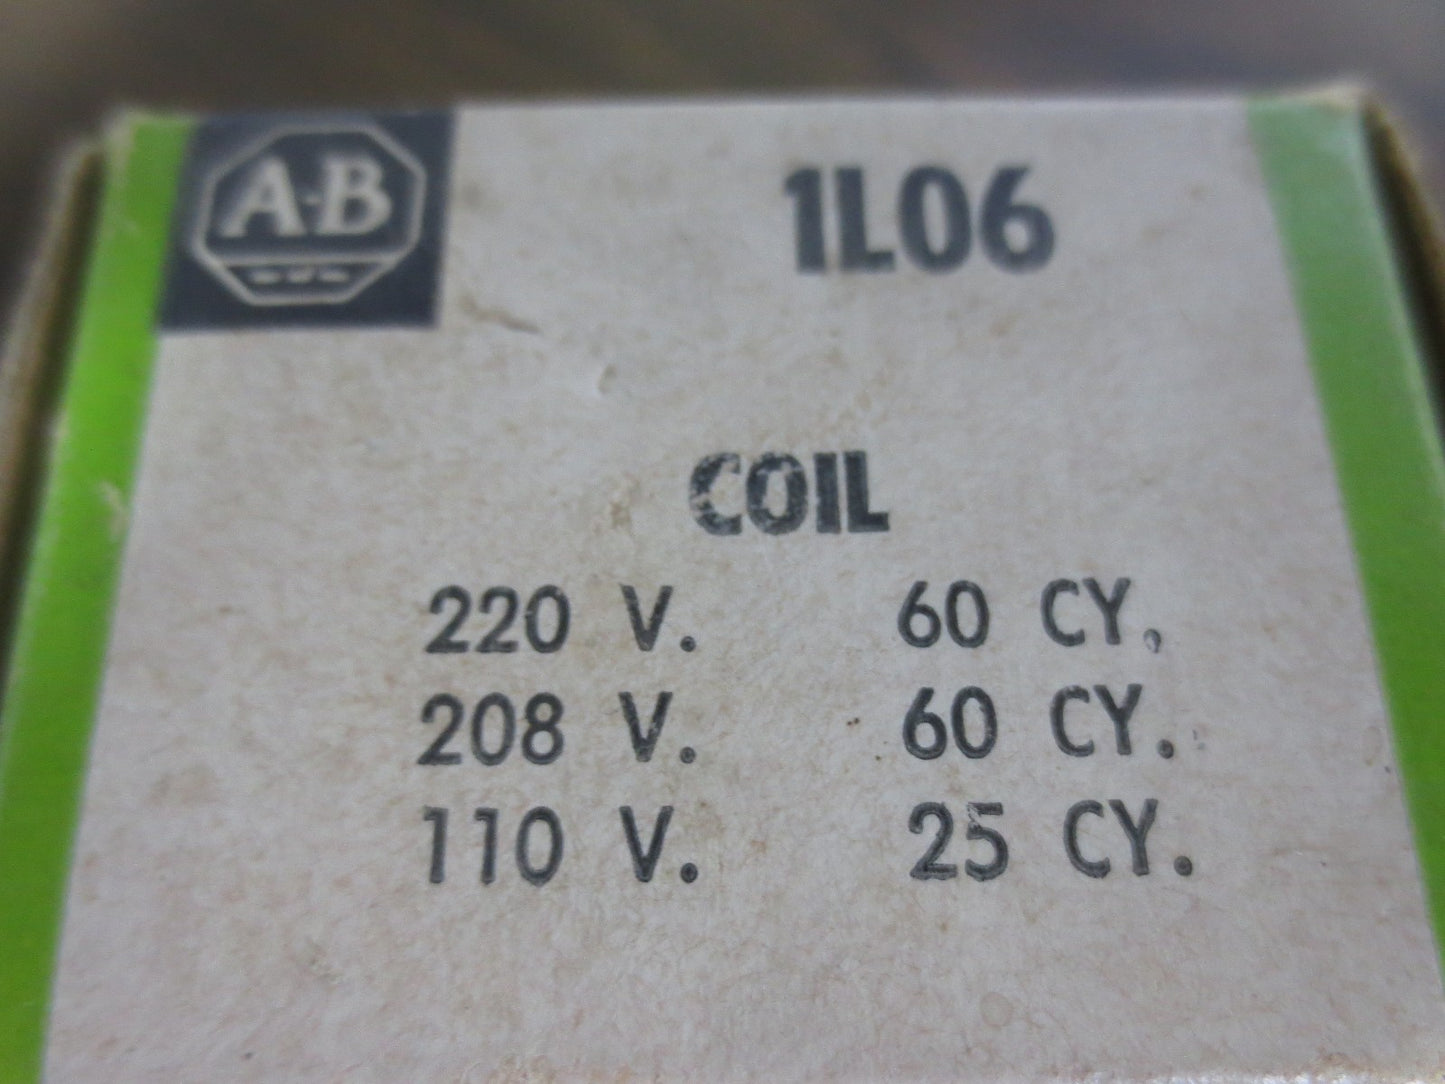 A-B
1L06
COIL
220 V. 60 CY.
208 V. 60 CY.
110 V. 25 CY.